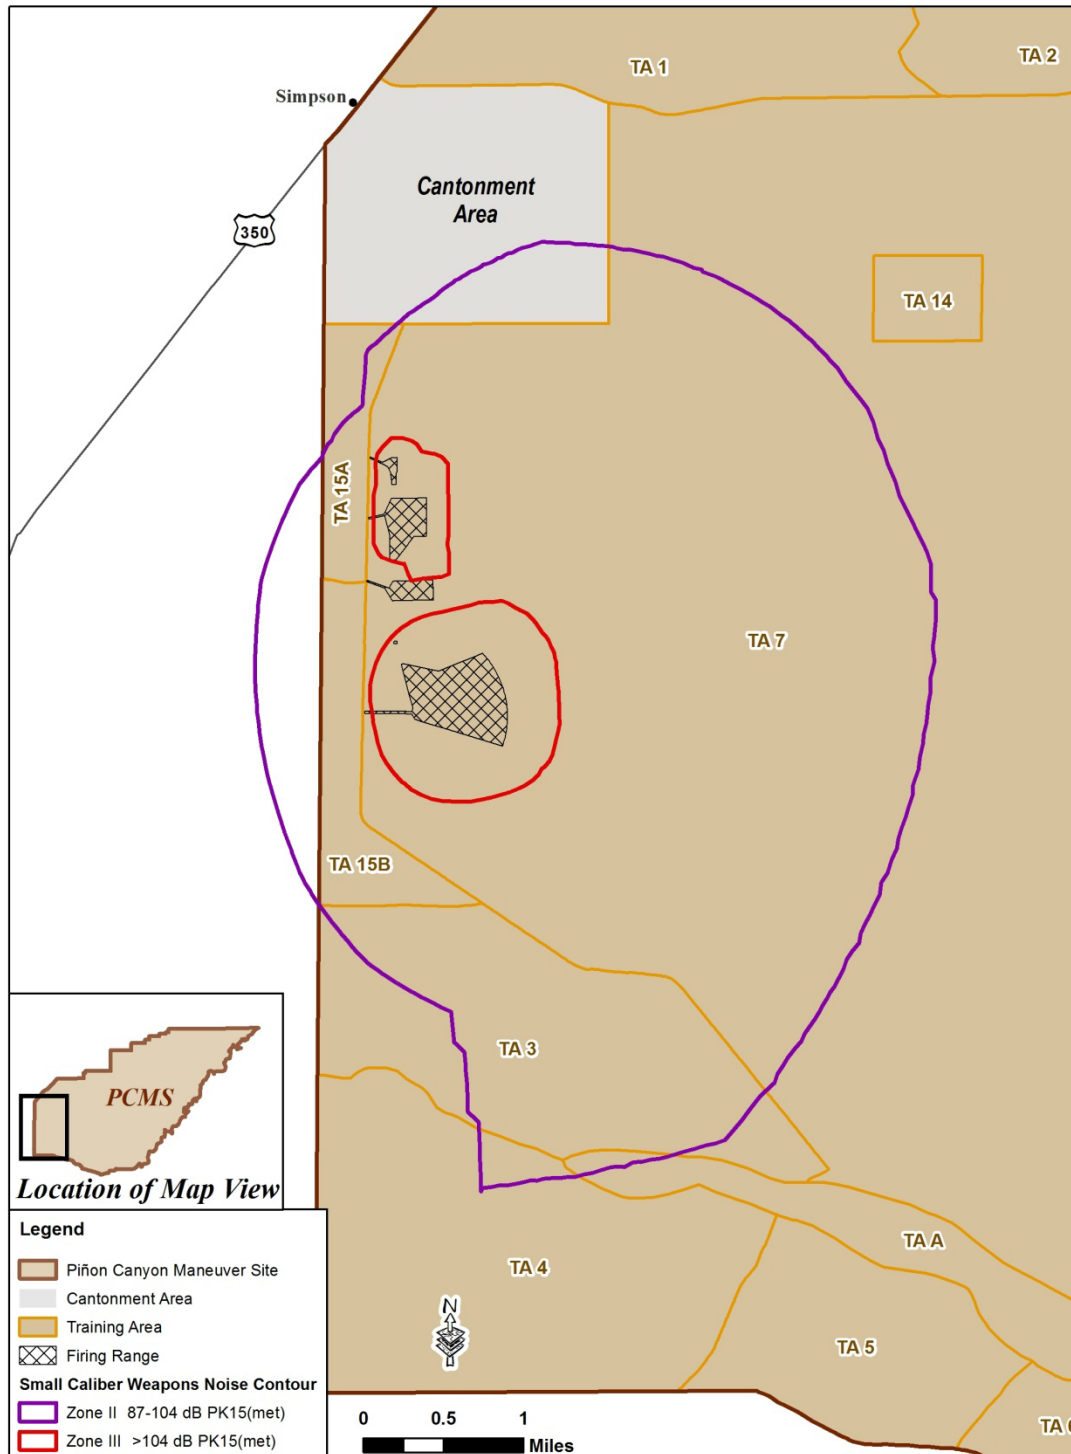 TA 1
TA 2
Simpson
Cantonment
Area
350
TA 14
TA 15A
TA 7
TA 15B
TA 3
PCMS
Location of Map View
TA A
TA 4
TA 5
TA 6
Legend
Piñon Canyon Maneuver Site
Cantonment Area
Training Area
Firing Range
Small Caliber Weapons Noise Contour
Zone II 87-104 dB PK15(met)
Zone III >104 dB PK15(met)
N
0 0.5 1
Miles